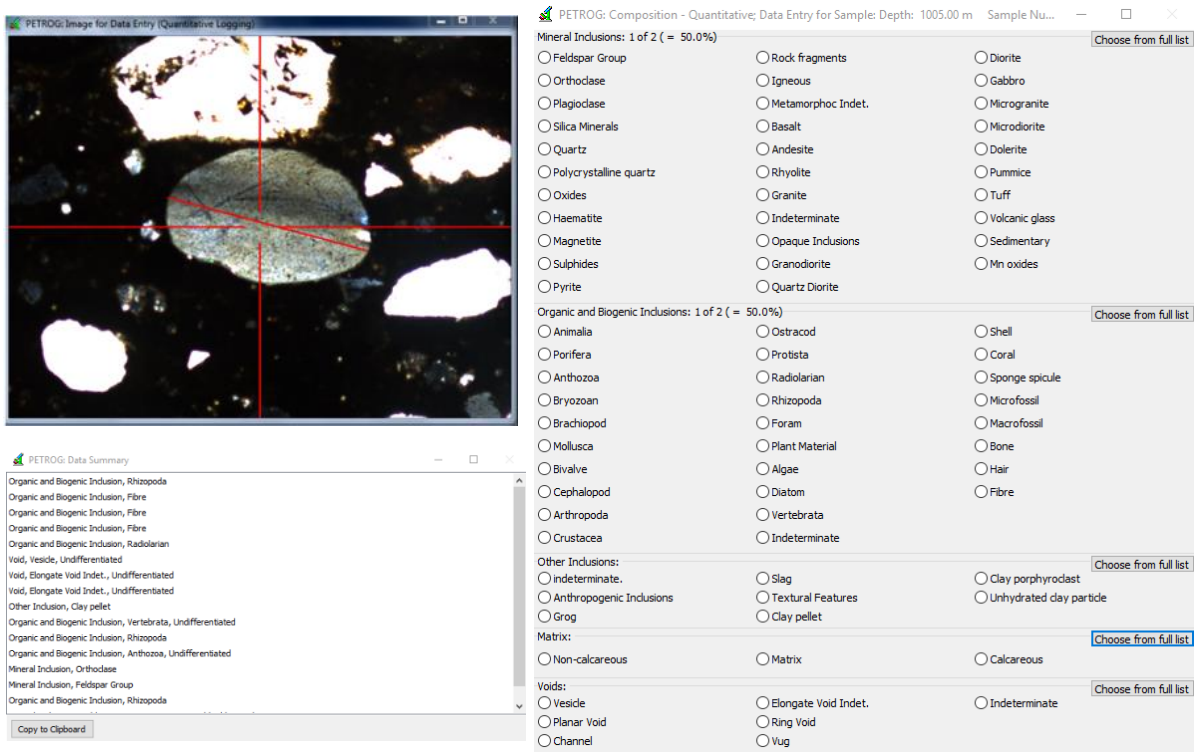 PETROG: Image for Data Entry (Quantitative Logging)
PETROG: Data Summary
Organic and Biogenic Inclusion, Rhizopoda
Organic and Biogenic Inclusion, Fibre
Organic and Biogenic Inclusion, Fibre
Organic and Biogenic Inclusion, Fibre
Organic and Biogenic Inclusion, Radiolarian
Void, Vesicle, Undifferentiated
Void, Elongate Void Indet., Undifferentiated
Void, Elongate Void Indet., Undifferentiated
Other Inclusion, Clay pellet
Organic and Biogenic Inclusion, Vertebrata, Undifferentiated
Organic and Biogenic Inclusion, Rhizopoda
Organic and Biogenic Inclusion, Anthozoa, Undifferentiated
Mineral Inclusion, Orthoclase
Mineral Inclusion, Feldspar Group
Organic and Biogenic Inclusion, Rhizopoda
Copy to Clipboard
PETROG: Composition - Quantitative; Data Entry for Sample: Depth: 1005.00 m Sample Nu...
Mineral Inclusions: 1 of 2 ( = 50.0%) Choose from full list
Feldspar Group Rock fragments Diorite
Orthoclase Igneous Gabbro
Plagioclase Metamorphoc Indet. Microgranite
Silica Minerals Basalt Microdiorite
Quartz Andesite Dolerite
Polycrystalline quartz Rhyolite Pummice
Oxides Granite Tuff
Haematite Indeterminate Volcanic glass
Magnetite Opaque Inclusions Sedimentary
Sulphides Granodiorite Mn oxides
Pyrite Quartz Diorite
Organic and Biogenic Inclusions: 1 of 2 ( = 50.0%) Choose from full list
Animalia Ostracod Shell
Porifera Protista Coral
Anthozoa Radiolarian Sponge spicule
Bryozoan Rhizopoda Microfossil
Brachiopod Foram Macrofossil
Mollusca Plant Material Bone
Bivalve Algae Hair
Cephalopod Diatom Fibre
Arthropoda Vertebrata
Crustacea Indeterminate
Other Inclusions: Choose from full list
indeterminate. Slag Clay porphyroclast
Anthropogenic Inclusions Textural Features Unhydrated clay particle
Grog Clay pellet
Matrix: Choose from full list
Non-calcareous Matrix Calcareous
Voids: Choose from full list
Vesicle Elongate Void Indet. Indeterminate
Planar Void Ring Void
Channel Vug